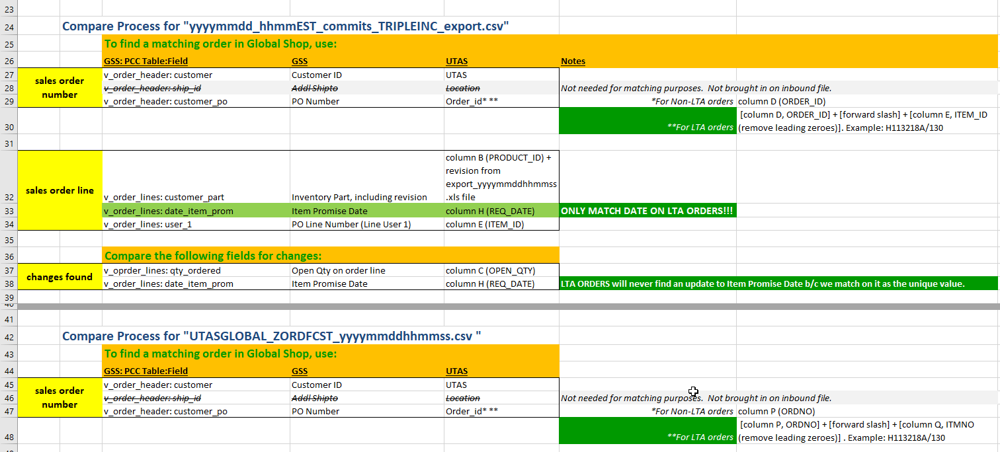 23
24 Compare Process for "yyyymmdd_hhmmEST_commits_TRIPLEINC_export.csv"
25 To find a matching order in Global Shop, use:
26 GSS: PCC Table:Field GSS UTAS Notes
sales order number
27 v_order_header: customer Customer ID UTAS
28 v_order_header: ship_id Addl Shipto Location Not needed for matching purposes. Not brought in on inbound file.
29 v_order_header: customer_po PO Number Order_id* ** *For Non-LTA orders column D (ORDER_ID)
30 **For LTA orders [column D, ORDER_ID] + [forward slash] + [column E, ITEM_ID
(remove leading zeroes)]. Example: H113218A/130
31
sales order line
32 v_order_lines: customer_part Inventory Part, including revision column B (PRODUCT_ID) +
revision from
export_yyyymmddhhmmss
.xls file
33 v_order_lines: date_item_prom Item Promise Date column H (REQ_DATE) ONLY MATCH DATE ON LTA ORDERS!!!
34 v_order_lines: user_1 PO Line Number (Line User 1) column E (ITEM_ID)
35
36 Compare the following fields for changes:
changes found
37 v_oprder_lines: qty_ordered Open Qty on order line column C (OPEN_QTY)
38 v_order_lines: date_item_prom Item Promise Date column H (REQ_DATE) LTA ORDERS will never find an update to Item Promise Date b/c we match on it as the unique value.
39
40
41
42 Compare Process for "UTASGLOBAL_ZORDFCST_yyyymmddhhmmss.csv "
43 To find a matching order in Global Shop, use:
44 GSS: PCC Table:Field GSS UTAS
sales order number
45 v_order_header: customer Customer ID UTAS
46 v_order_header: ship_id Addl Shipto Location Not needed for matching purposes. Not brought in on inbound file.
47 v_order_header: customer_po PO Number Order_id* ** *For Non-LTA orders column P (ORDNO)
48 **For LTA orders [column P, ORDNO] + [forward slash] + [column Q, ITMNO
(remove leading zeroes)] . Example: H113218A/130